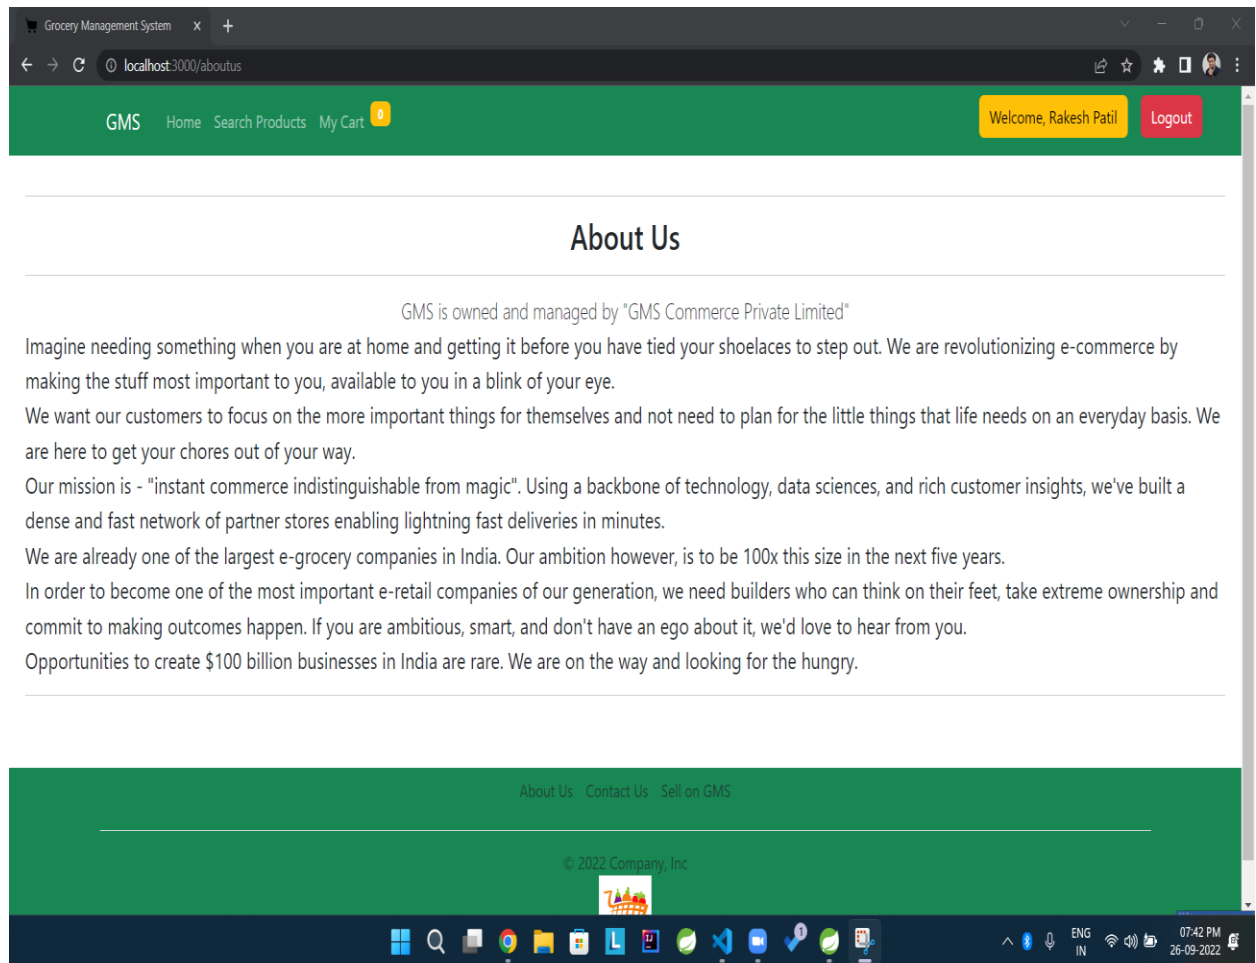 Grocery Management System
localhost:3000/aboutus
GMS Home Search Products My Cart 0 Welcome, Rakesh Patil Logout
About Us
GMS is owned and managed by "GMS Commerce Private Limited"
Imagine needing something when you are at home and getting it before you have tied your shoelaces to step out. We are revolutionizing e-commerce by
making the stuff most important to you, available to you in a blink of your eye.
We want our customers to focus on the more important things for themselves and not need to plan for the little things that life needs on an everyday basis. We
are here to get your chores out of your way.
Our mission is - "instant commerce indistinguishable from magic". Using a backbone of technology, data sciences, and rich customer insights, we've built a
dense and fast network of partner stores enabling lightning fast deliveries in minutes.
We are already one of the largest e-grocery companies in India. Our ambition however, is to be 100x this size in the next five years.
In order to become one of the most important e-retail companies of our generation, we need builders who can think on their feet, take extreme ownership and
commit to making outcomes happen. If you are ambitious, smart, and don't have an ego about it, we'd love to hear from you.
Opportunities to create $100 billion businesses in India are rare. We are on the way and looking for the hungry.
About Us Contact Us Sell on GMS
© 2022 Company, Inc
L IJ 1
ENG 07:42 PM
IN 26-09-2022